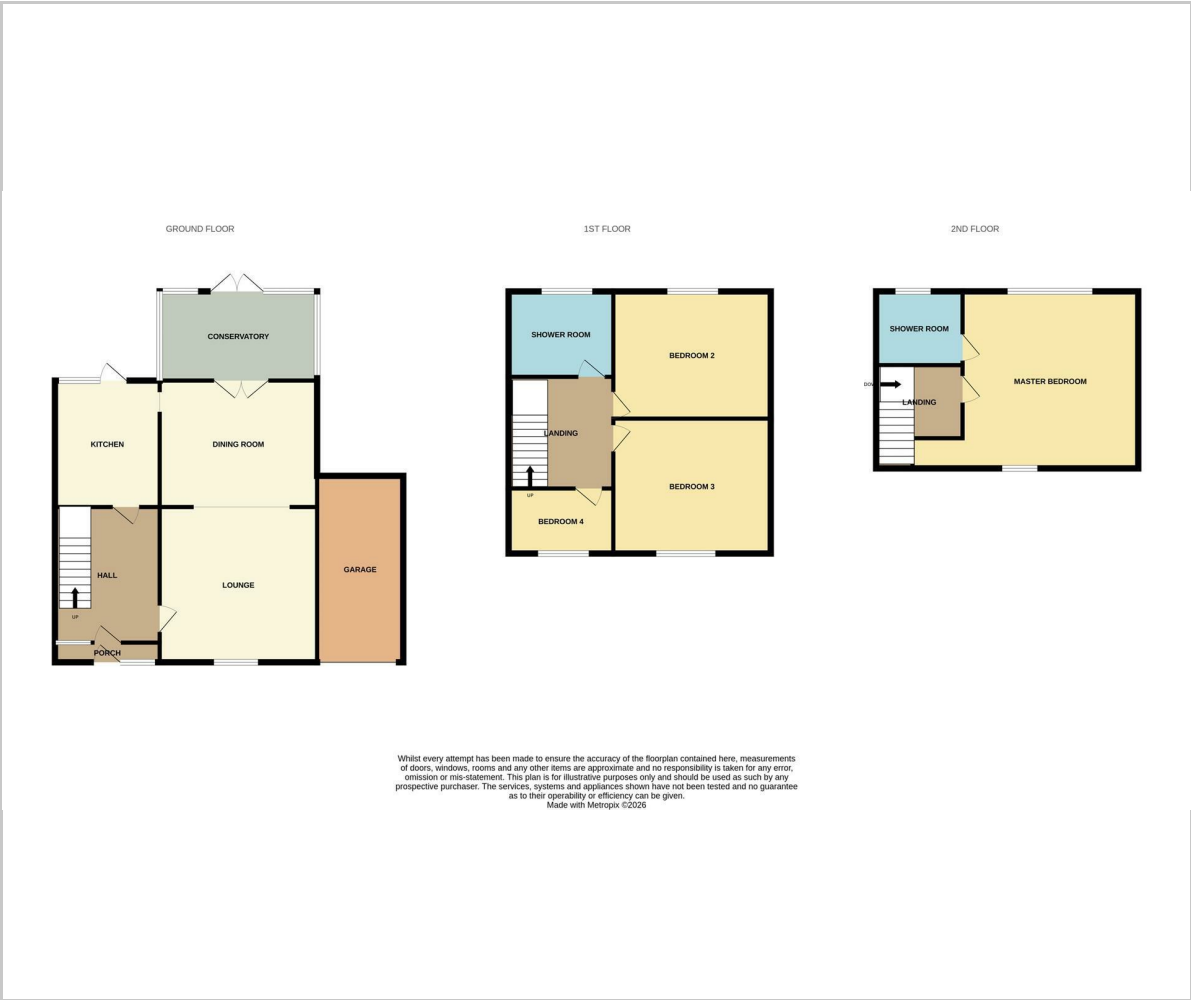 GROUND FLOOR
CONSERVATORY
KITCHEN
DINING ROOM
HALL
UP
LOUNGE
GARAGE
PORCH
1ST FLOOR
SHOWER ROOM
BEDROOM 2
LANDING
UP
BEDROOM 3
BEDROOM 4
2ND FLOOR
SHOWER ROOM
MASTER BEDROOM
LANDING
Whilst every attempt has been made to ensure the accuracy of the floorplan contained here, measurements
of doors, windows, rooms and any other items are approximate and no responsibility is taken for any error,
omission or mis-statement. This plan is for illustrative purposes only and should be used as such by any
prospective purchaser. The services, systems and appliances shown have not been tested and no guarantee
as to their operability or efficiency can be given.
Made with Metropix ©2026